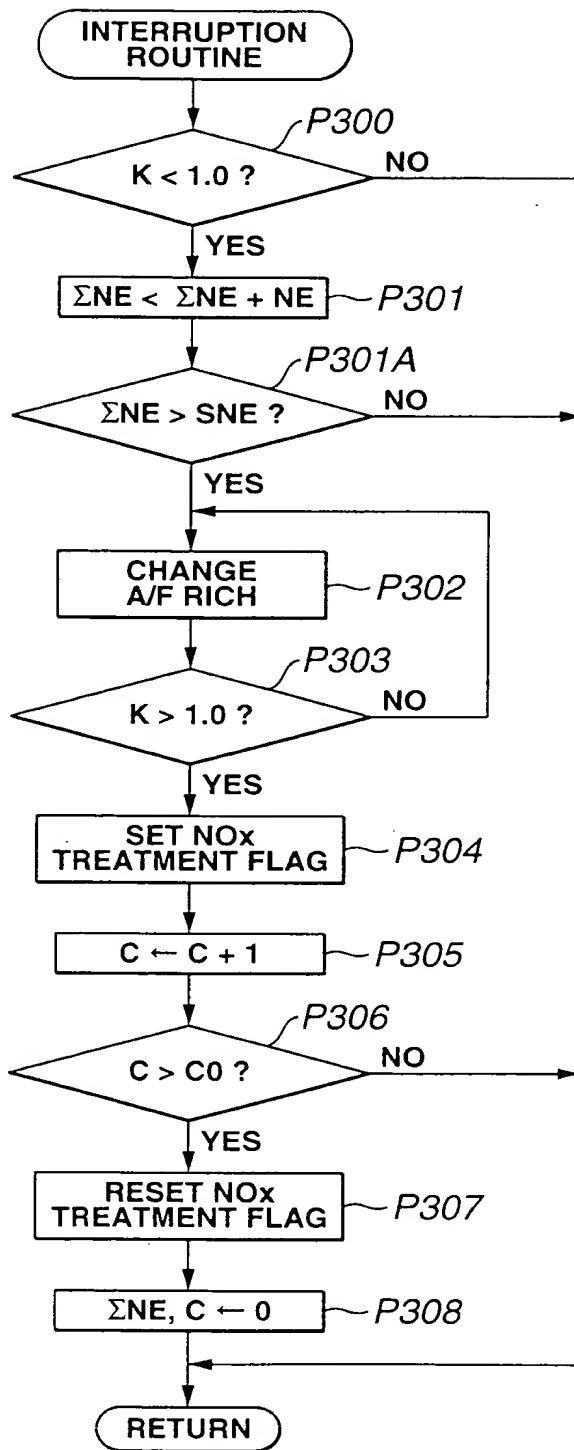 INTERRUPTION
ROUTINE
P300
K < 1.0 ?
NO
YES
ΣNE < ΣNE + NE
P301
P301A
ΣNE > SNE ?
NO
YES
CHANGE
A/F RICH
P302
P303
K > 1.0 ?
NO
YES
SET NOx
TREATMENT FLAG
P304
C ← C + 1
P305
P306
C > C0 ?
NO
YES
RESET NOx
TREATMENT FLAG
P307
ΣNE, C ← 0
P308
RETURN